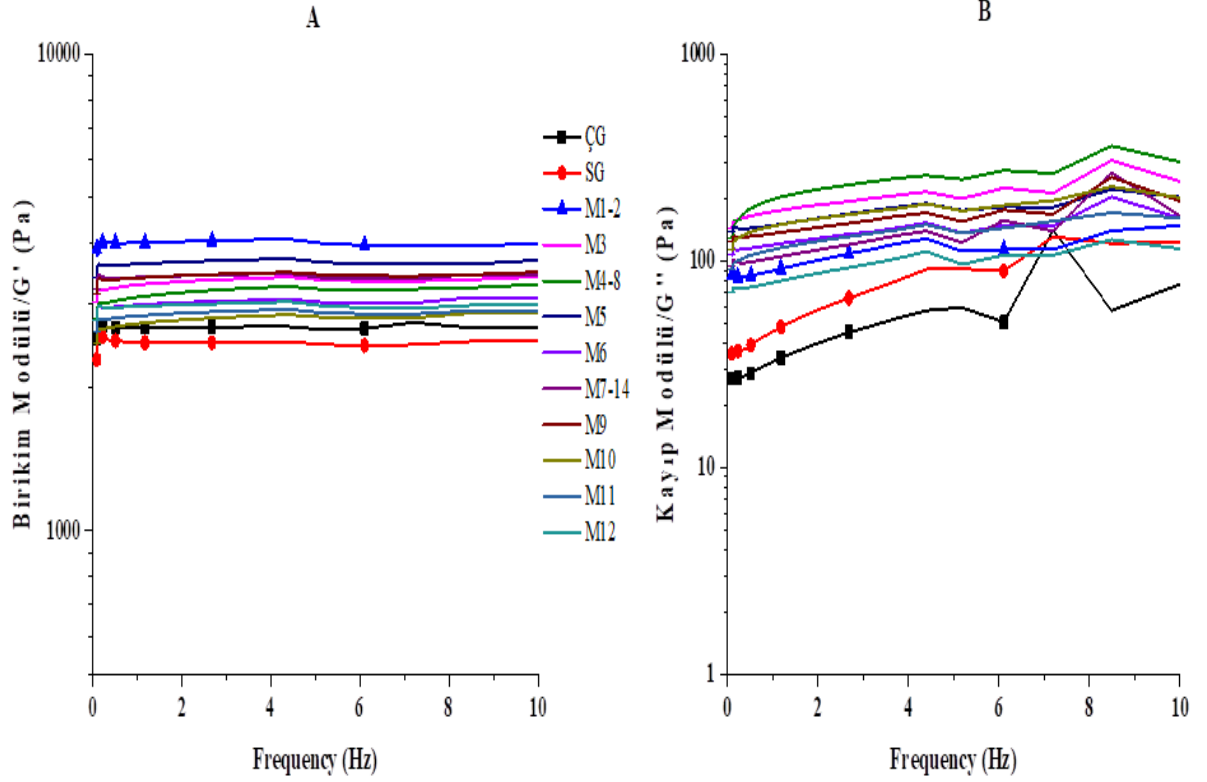 A
B
10000
1000
Birikim Modülü/G' (Pa)
0
2
4
6
8
10
Frequency (Hz)
ÇG
SG
M1-2
M3
M4-8
M5
M6
M7-14
M9
M10
M11
M12
1000
100
10
1
Kayıp Modülü/G'' (Pa)
0
2
4
6
8
10
Frequency (Hz)